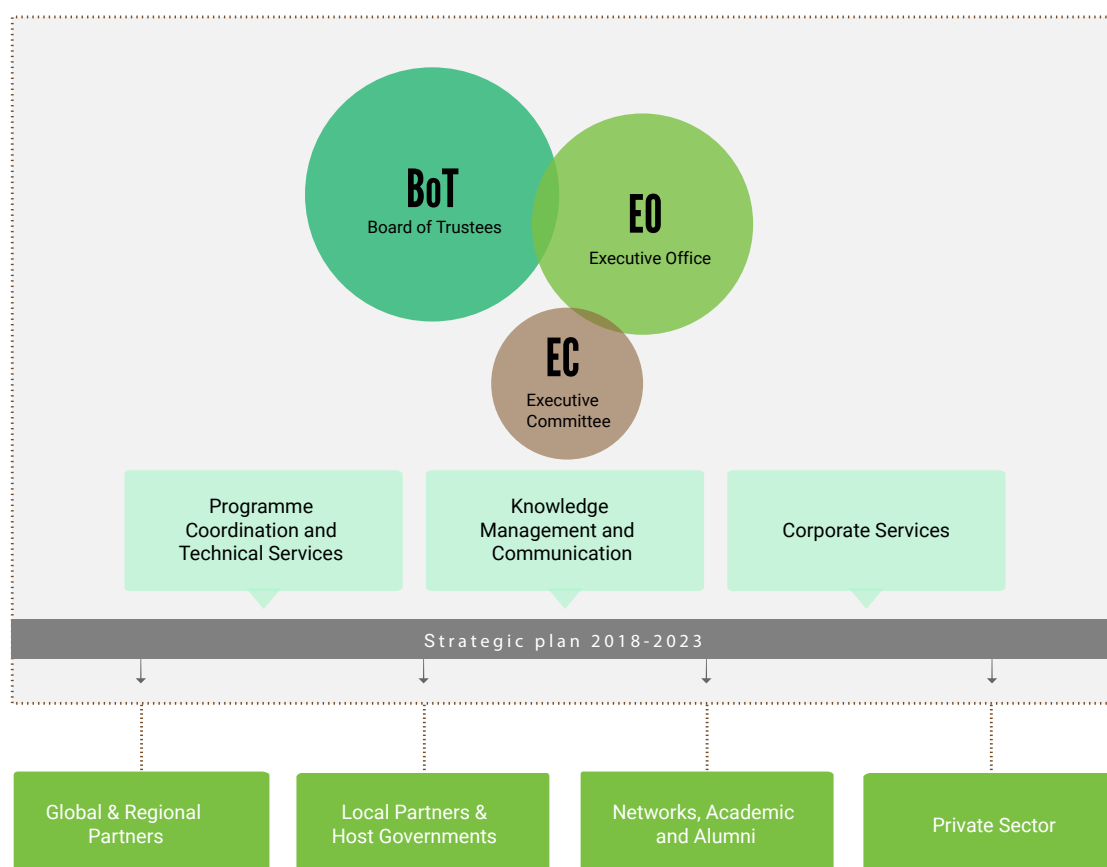 BoT
Board of Trustees
EO
Executive Office
EC
Executive
Committee
Programme
Coordination and
Technical Services
Knowledge
Management and
Communication
Corporate Services
Strategic plan 2018-2023
Global & Regional
Partners
Local Partners &
Host Governments
Networks, Academic
and Alumni
Private Sector